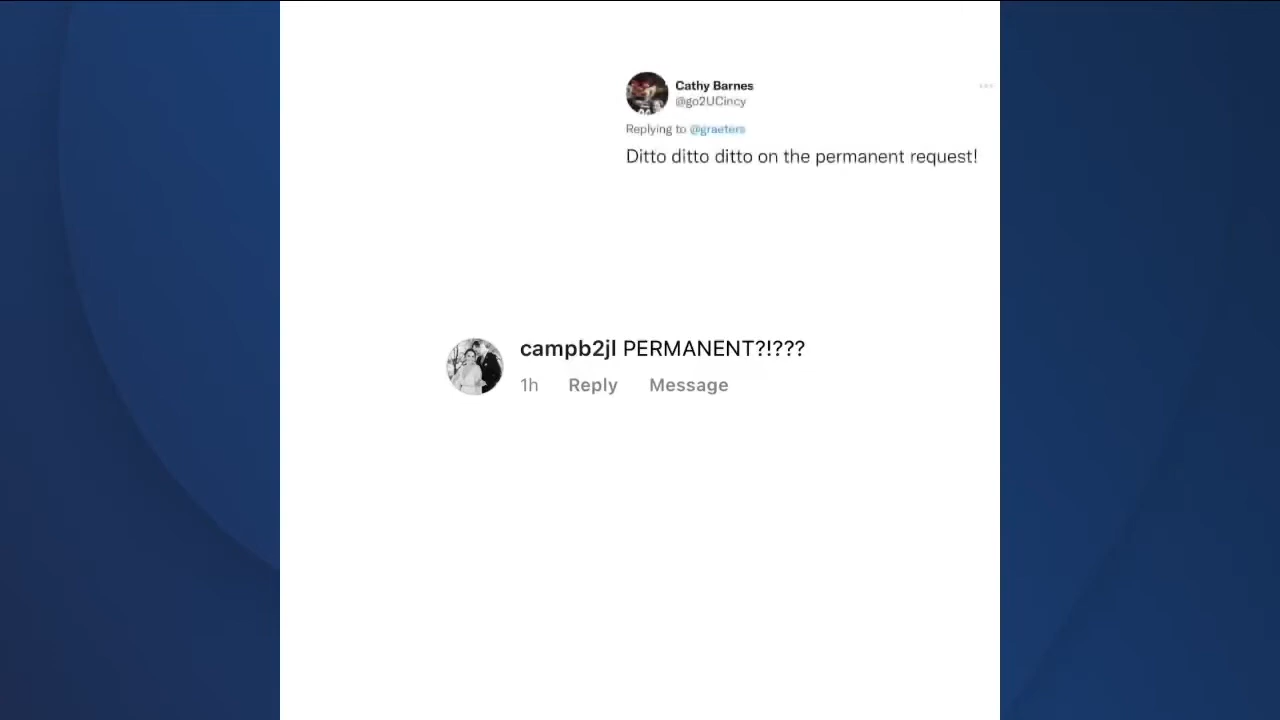 Cathy Barnes
@go2UCincy
Replying to @graeters
Ditto ditto ditto on the permanent request!
campb2jl PERMANENT?!???
1h Reply Message